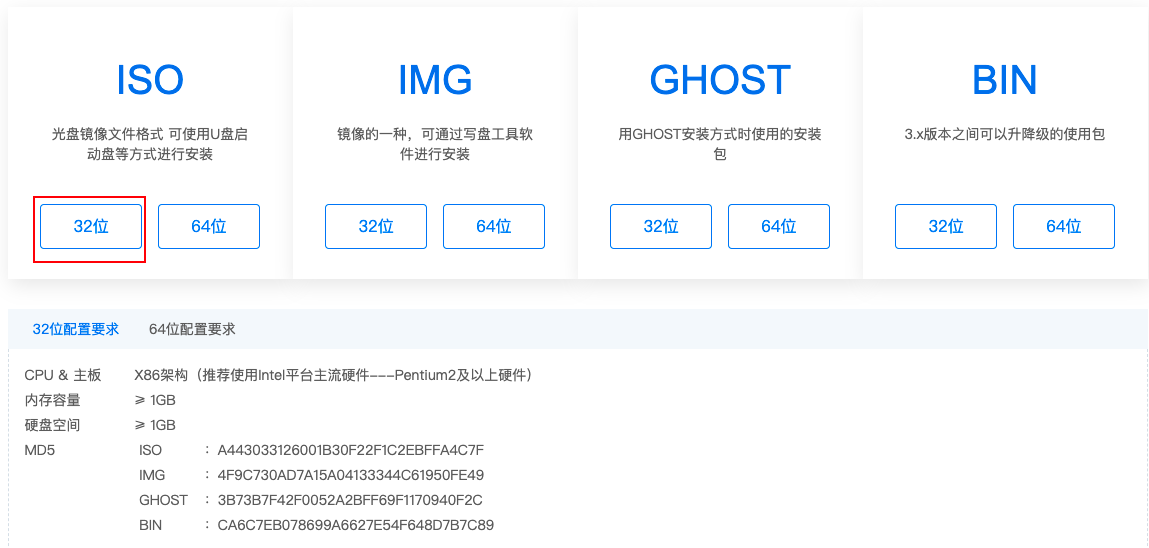 ISO
光盘镜像文件格式 可使用U盘启
动盘等方式进行安装
32位 64位
IMG
镜像的一种，可通过写盘工具软
件进行安装
32位 64位
GHOST
用GHOST安装方式时使用的安装
包
32位 64位
BIN
3.x版本之间可以升降级的使用包
32位 64位
32位配置要求 64位配置要求
CPU & 主板 X86架构（推荐使用Intel平台主流硬件---Pentium2及以上硬件）
内存容量 ≥ 1GB
硬盘空间 ≥ 1GB
MD5 ISO ：A443033126001B30F22F1C2EBFFA4C7F
IMG ：4F9C730AD7A15A04133344C61950FE49
GHOST ：3B73B7F42F0052A2BFF69F1170940F2C
BIN ：CA6C7EB078699A6627E54F648D7B7C89